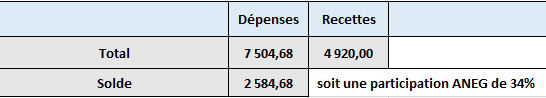 Dépenses Recettes
Total 7 504,68 4 920,00
Solde 2 584,68 soit une participation ANEG de 34%